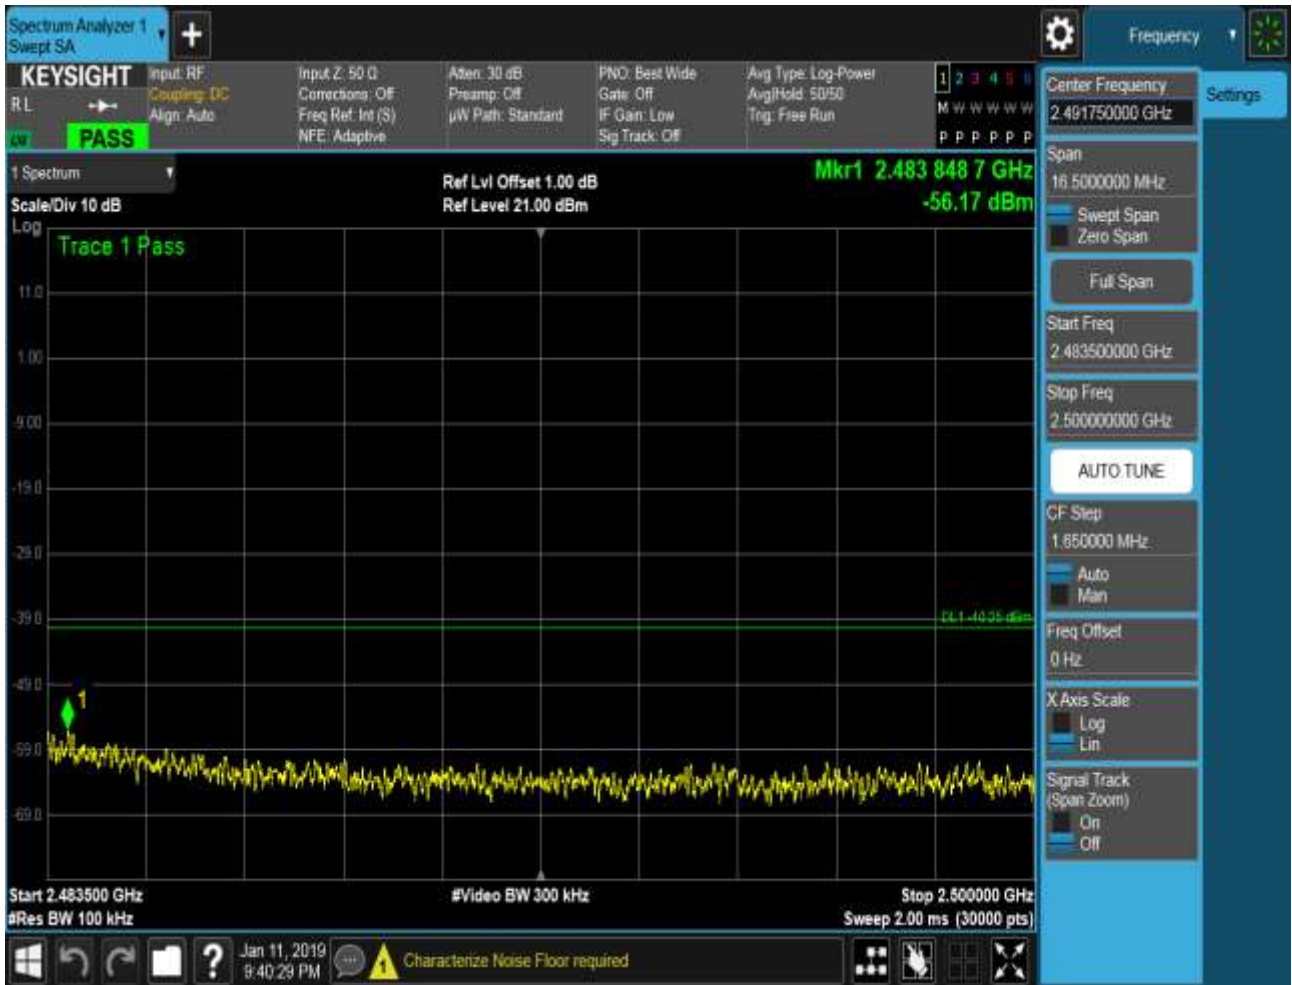 Spectrum Analyzer 1
Swept SA
+
Frequency
KEYSIGHT
Input: RF
Coupling: DC
Align: Auto
RL
PASS
Input Z: 50 Ω
Corrections: Off
Freq Ref: Int (S)
NFE: Adaptive
Atten: 30 dB
Preamp: Off
µW Path: Standard
PNO: Best Wide
Gate: Off
IF Gain: Low
Sig Track: Off
Avg Type: Log-Power
Avg|Hold: 50/50
Trig: Free Run
1 2 3 4 5 6
M W W W W W
P P P P P P
1 Spectrum
Scale/Div 10 dB
Ref Lvl Offset 1.00 dB
Ref Level 21.00 dBm
Mkr1 2.483 848 7 GHz
-56.17 dBm
Log
Trace 1 Pass
11.0
1.00
-9.00
-19.0
-29.0
-39.0
DL1 -40.25 dBm
-49.0
1
-59.0
-69.0
Start 2.483500 GHz
#Video BW 300 kHz
Stop 2.500000 GHz
#Res BW 100 kHz
Sweep 2.00 ms (30000 pts)
Center Frequency
2.491750000 GHz
Settings
Span
16.5000000 MHz
Swept Span
Zero Span
Full Span
Start Freq
2.483500000 GHz
Stop Freq
2.500000000 GHz
AUTO TUNE
CF Step
1.650000 MHz
Auto
Man
Freq Offset
0 Hz
X Axis Scale
Log
Lin
Signal Track
(Span Zoom)
On
Off
?
Jan 11, 2019
9:40:29 PM
1
Characterize Noise Floor required